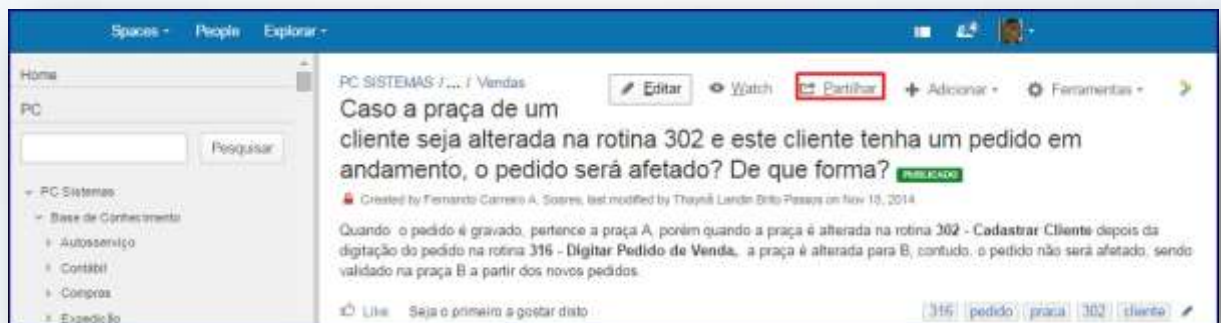 Spaces People Explorar
Home
PC
Pesquisar
PC Sistemas
Base de Conhecimento
Autosserviço
Contábil
Compras
Expedição
PC SISTEMAS /... / Vendas
Editar Watch Partilhar Adicionar Ferramentas
Caso a praça de um
cliente seja alterada na rotina 302 e este cliente tenha um pedido em
andamento, o pedido será afetado? De que forma? PUBLICADO
Created by Fernando Carneiro A. Soares, last modified by Thaynã Landin Brito Passos on Nov 18, 2014
Quando o pedido é gravado, pertence a praça A, porém quando a praça é alterada na rotina 302 - Cadastrar Cliente depois da
digitação do pedido na rotina 316 - Digitar Pedido de Venda, a praça é alterada para B, contudo, o pedido não será afetado, sendo
validado na praça B a partir dos novos pedidos.
Like Seja o primeiro a gostar disto
316 pedido praca 302 cliente